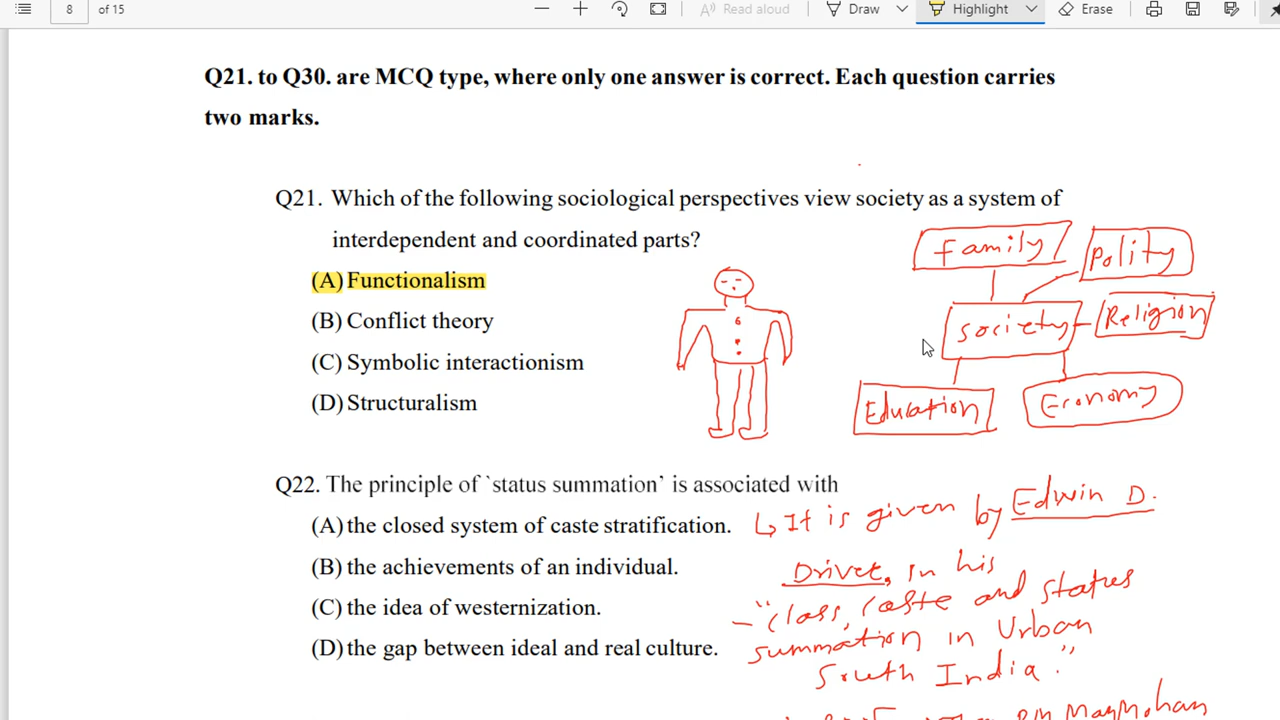 8 of 15 Read aloud Draw Highlight Erase
Q21. to Q30. are MCQ type, where only one answer is correct. Each question carries
two marks.
Q21. Which of the following sociological perspectives view society as a system of
interdependent and coordinated parts?
(A) Functionalism
(B) Conflict theory
(C) Symbolic interactionism
(D) Structuralism
Family
Polity
Society
Religion
Education
Economy
Q22. The principle of `status summation' is associated with
(A) the closed system of caste stratification.
(B) the achievements of an individual.
(C) the idea of westernization.
(D) the gap between ideal and real culture.
↳ It is given by Edwin D.
Driver, in his
– "Class, Caste and status
summation in Urban
South India."
ManMohan